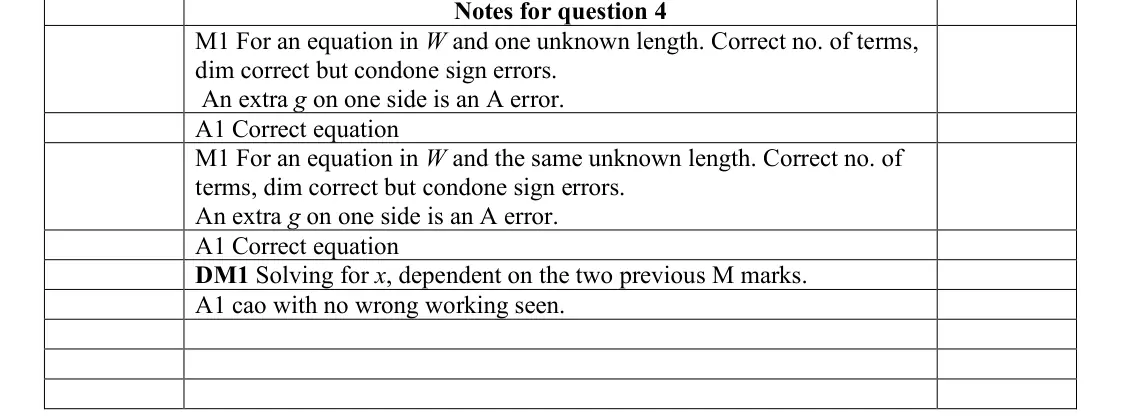 Notes for question 4
M1 For an equation in W and one unknown length. Correct no. of terms,
dim correct but condone sign errors.
An extra g on one side is an A error.
A1 Correct equation
M1 For an equation in W and the same unknown length. Correct no. of
terms, dim correct but condone sign errors.
An extra g on one side is an A error.
A1 Correct equation
DM1 Solving for x, dependent on the two previous M marks.
A1 cao with no wrong working seen.